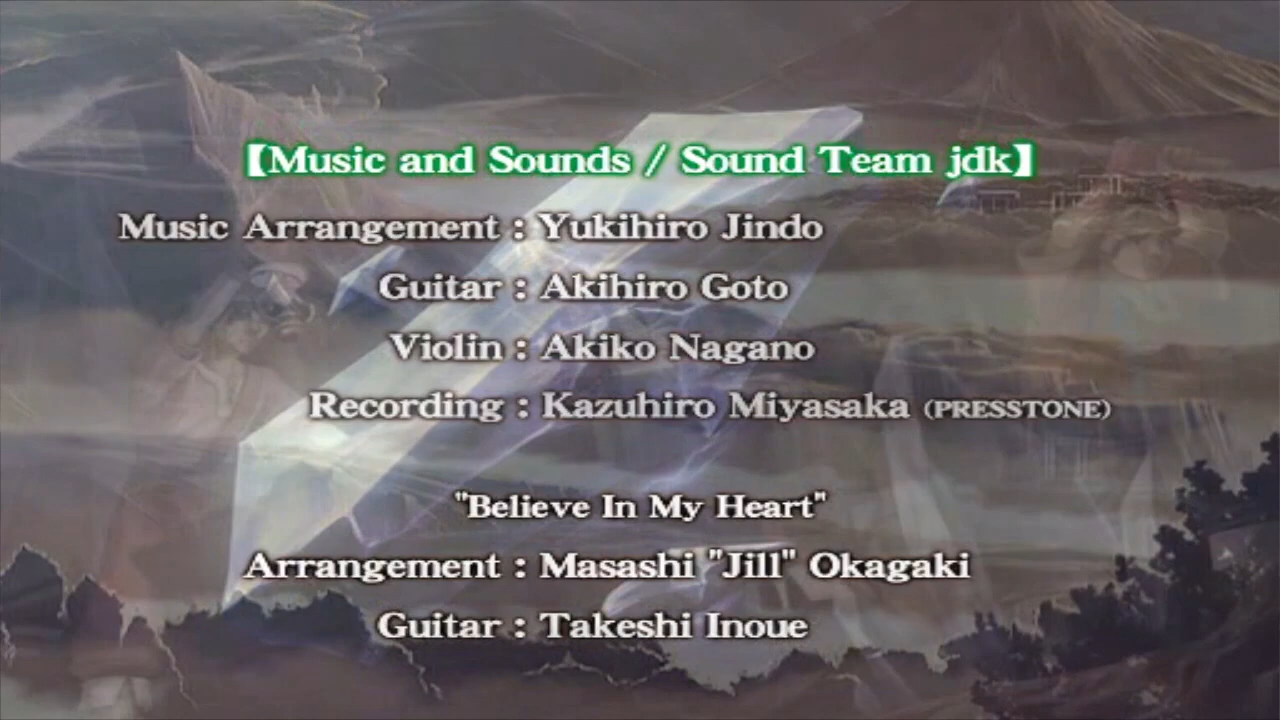 【Music and Sounds / Sound Team jdk】
Music Arrangement : Yukihiro Jindo
Guitar : Akihiro Goto
Violin : Akiko Nagano
Recording : Kazuhiro Miyasaka (PRESSTONE)
"Believe In My Heart"
Arrangement : Masashi "Jill" Okagaki
Guitar : Takeshi Inoue